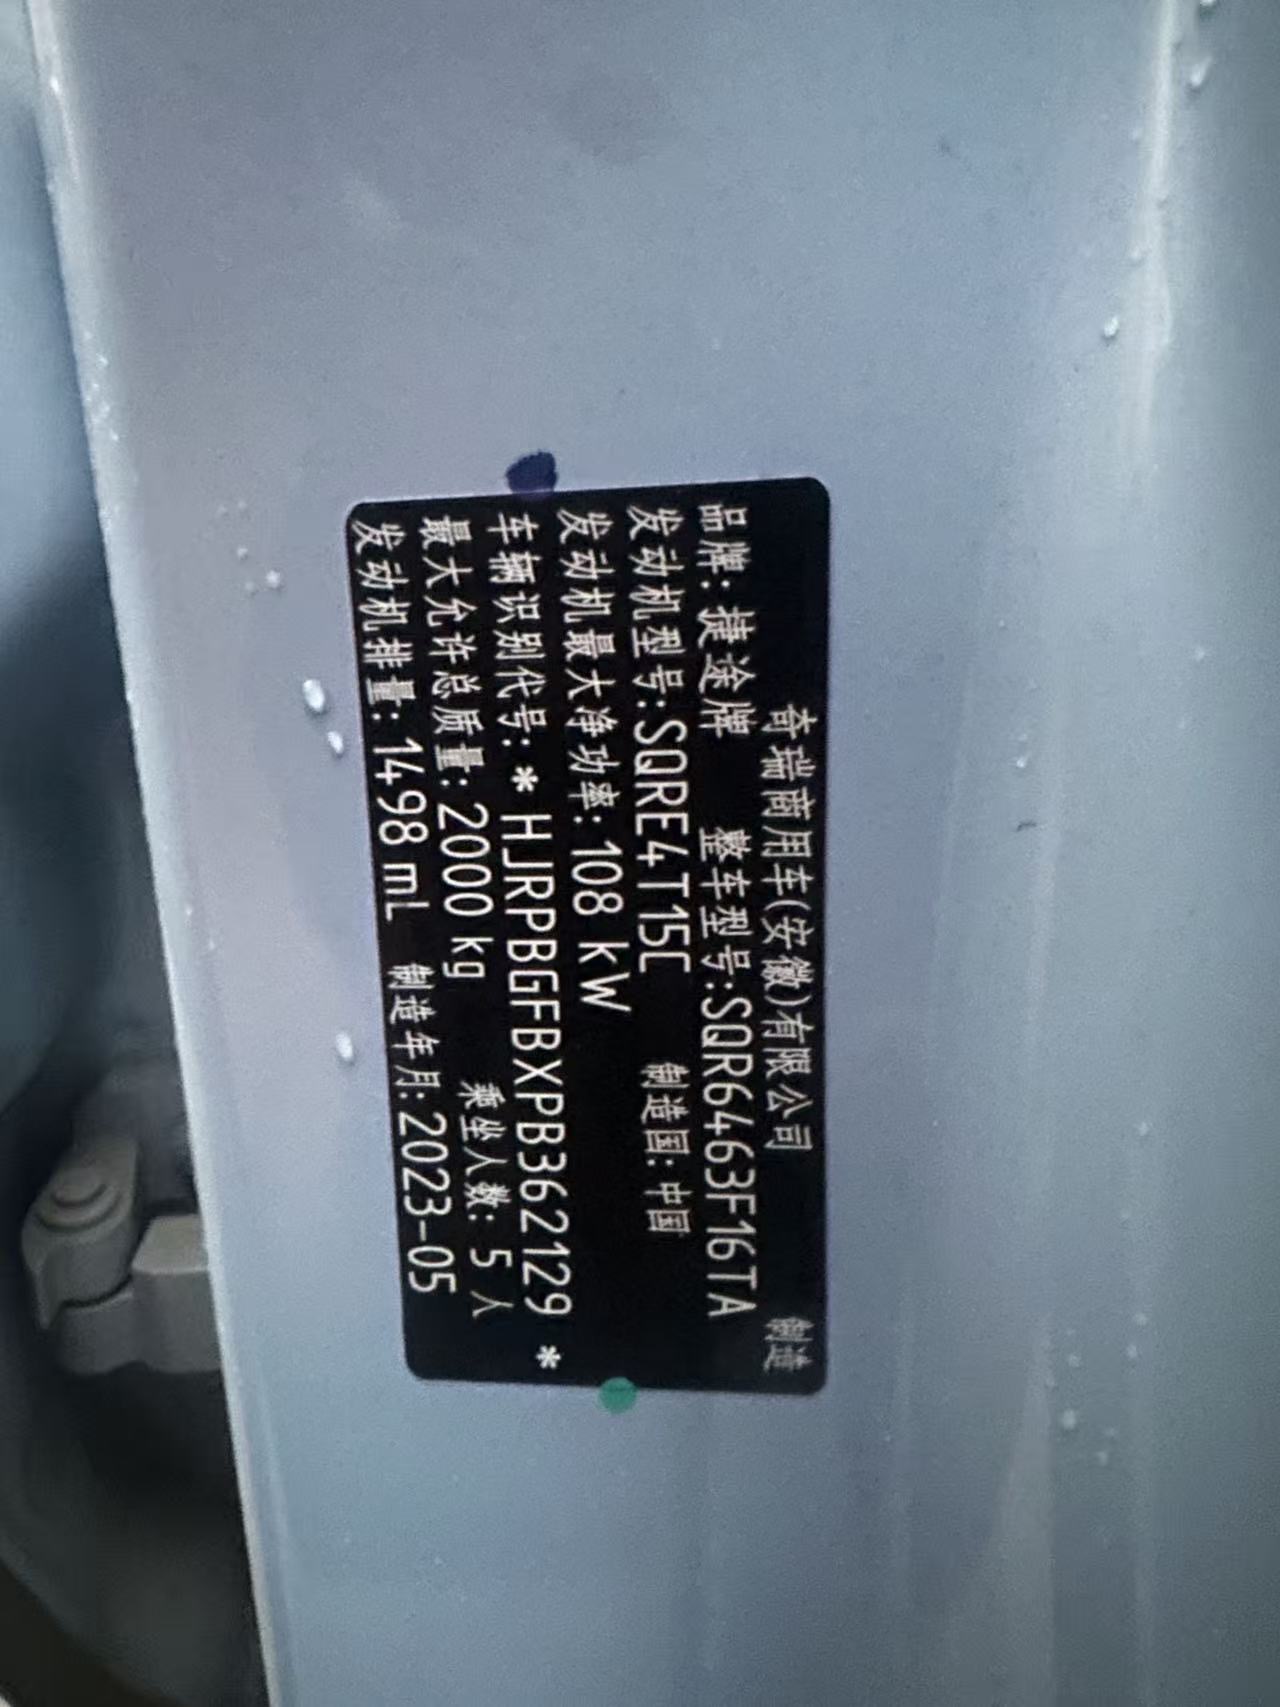 奇瑞商用车(安徽)有限公司 制造
品牌:捷途牌 整车型号:SQR6463F16TA
发动机型号:SQRE4T15C 制造国:中国
发动机最大净功率:108 kW
车辆识别代号:* HJRPBGFBXPB362129 *
最大允许总质量:2000 kg 乘坐人数:5 人
发动机排量:1498 mL 制造年月:2023-05